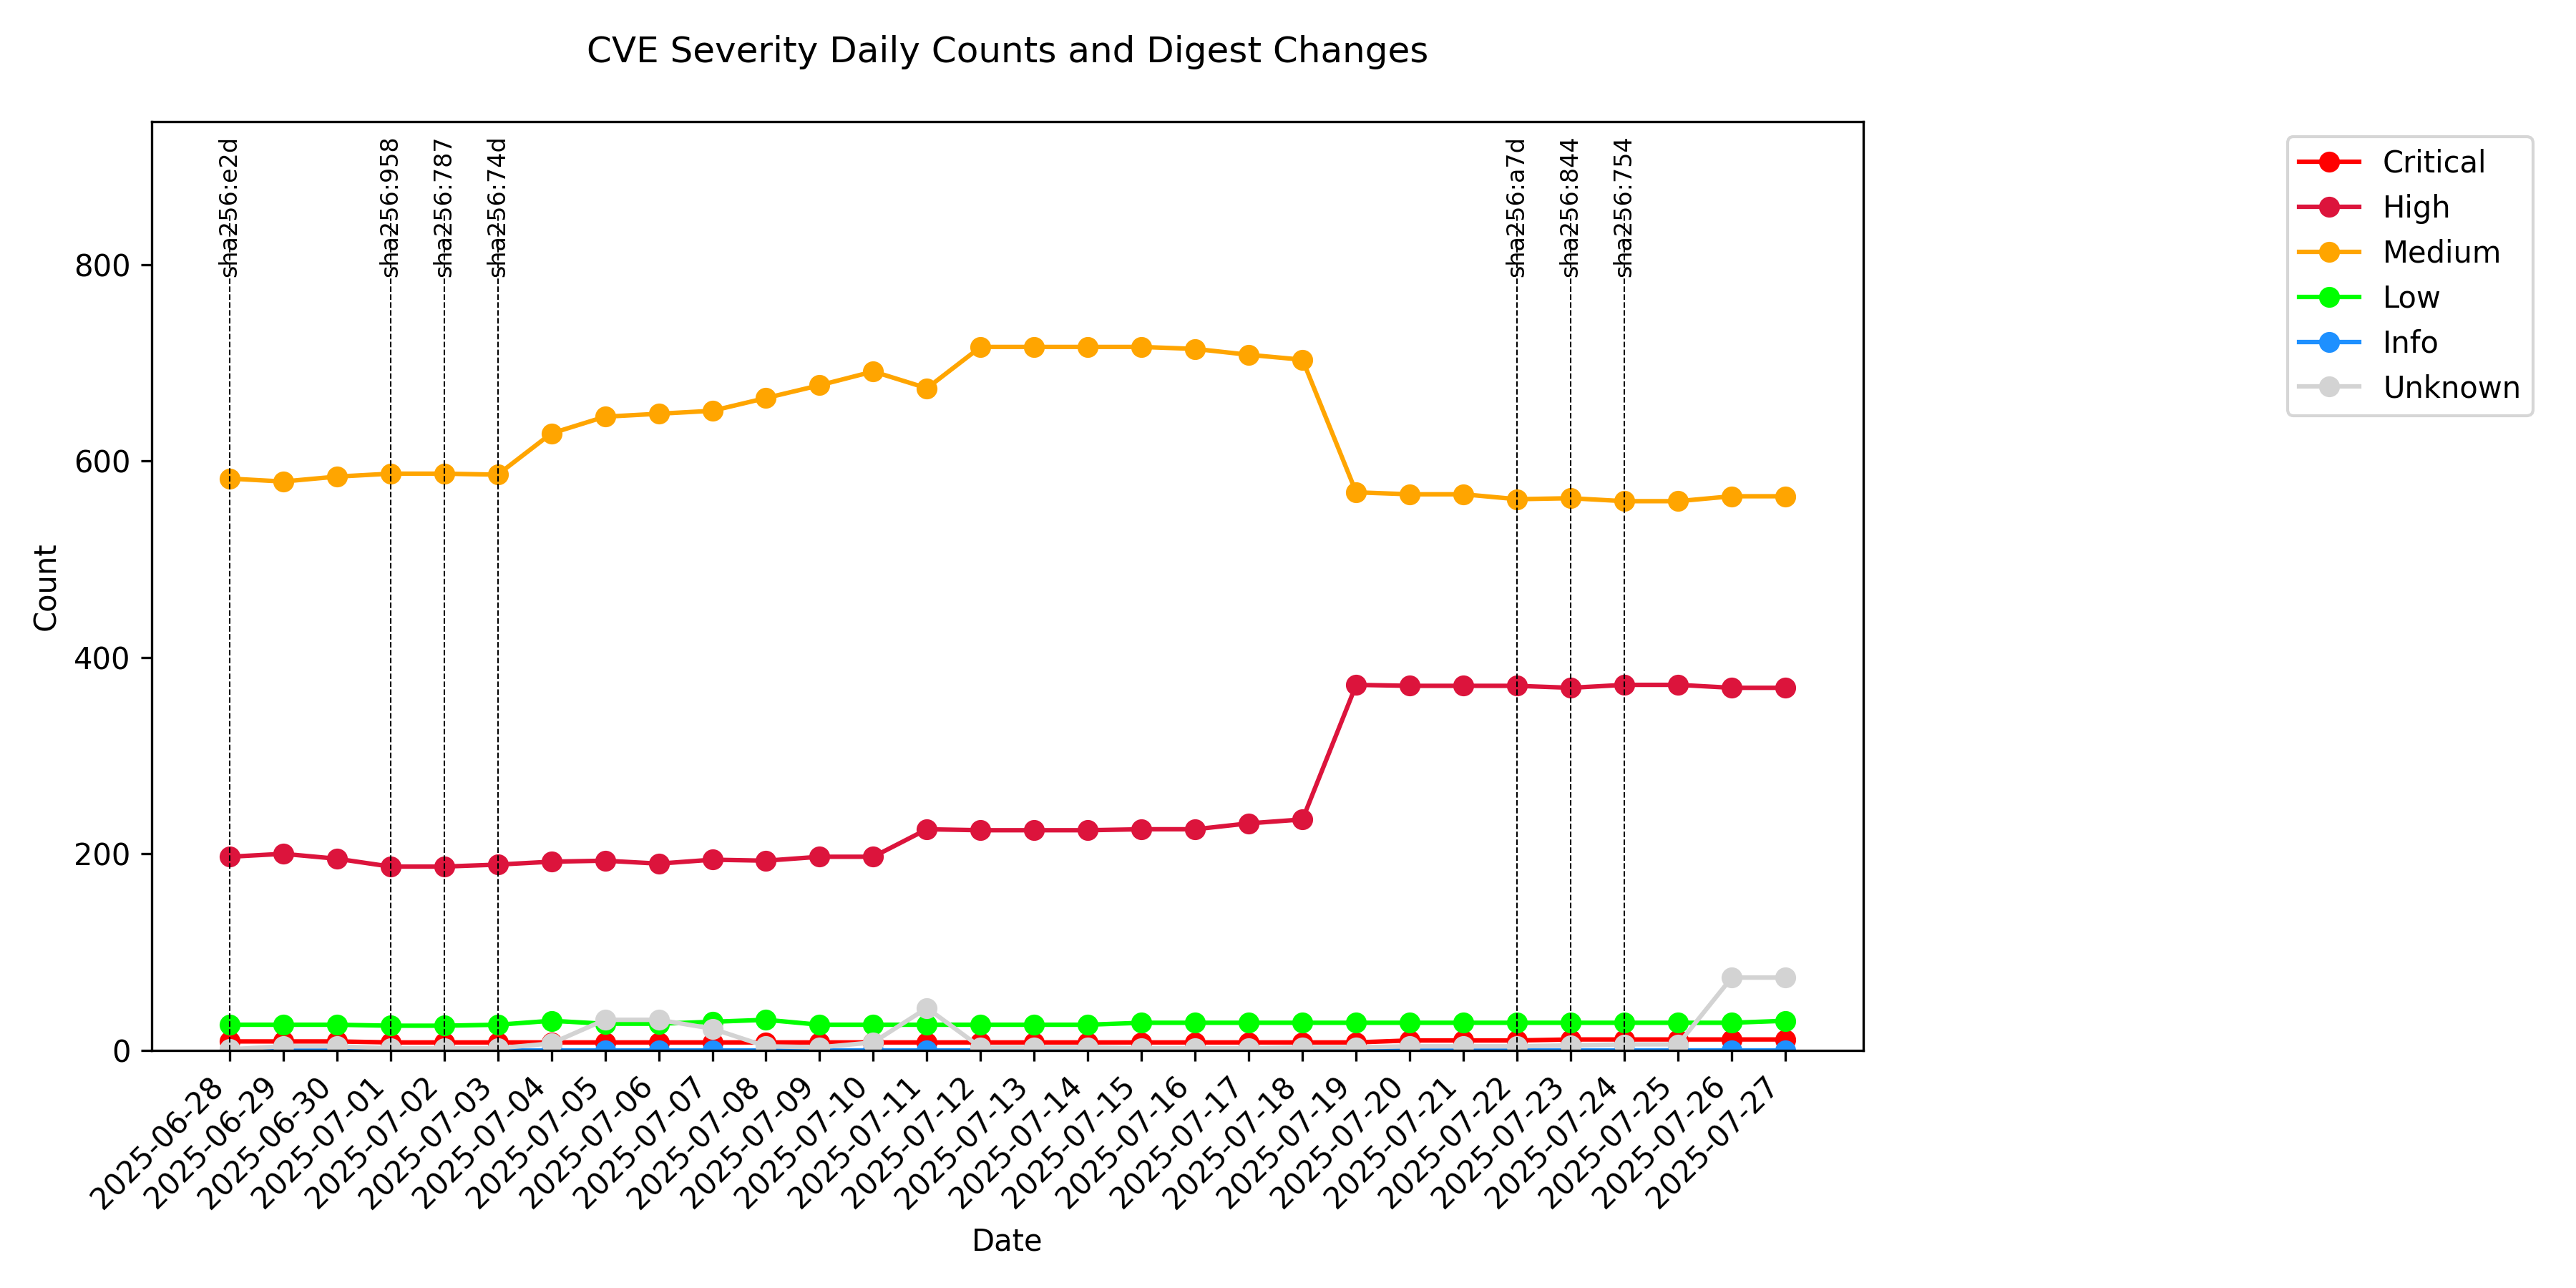 CVE Severity Daily Counts and Digest Changes
sha256:e2d
sha256:958
sha256:787
sha256:74d
sha256:a7d
sha256:844
sha256:754
Critical
High
Medium
Low
Info
Unknown
800
600
400
200
0
Count
2025-06-28
2025-06-29
2025-06-30
2025-07-01
2025-07-02
2025-07-03
2025-07-04
2025-07-05
2025-07-06
2025-07-07
2025-07-08
2025-07-09
2025-07-10
2025-07-11
2025-07-12
2025-07-13
2025-07-14
2025-07-15
2025-07-16
2025-07-17
2025-07-18
2025-07-19
2025-07-20
2025-07-21
2025-07-22
2025-07-23
2025-07-24
2025-07-25
2025-07-26
2025-07-27
Date